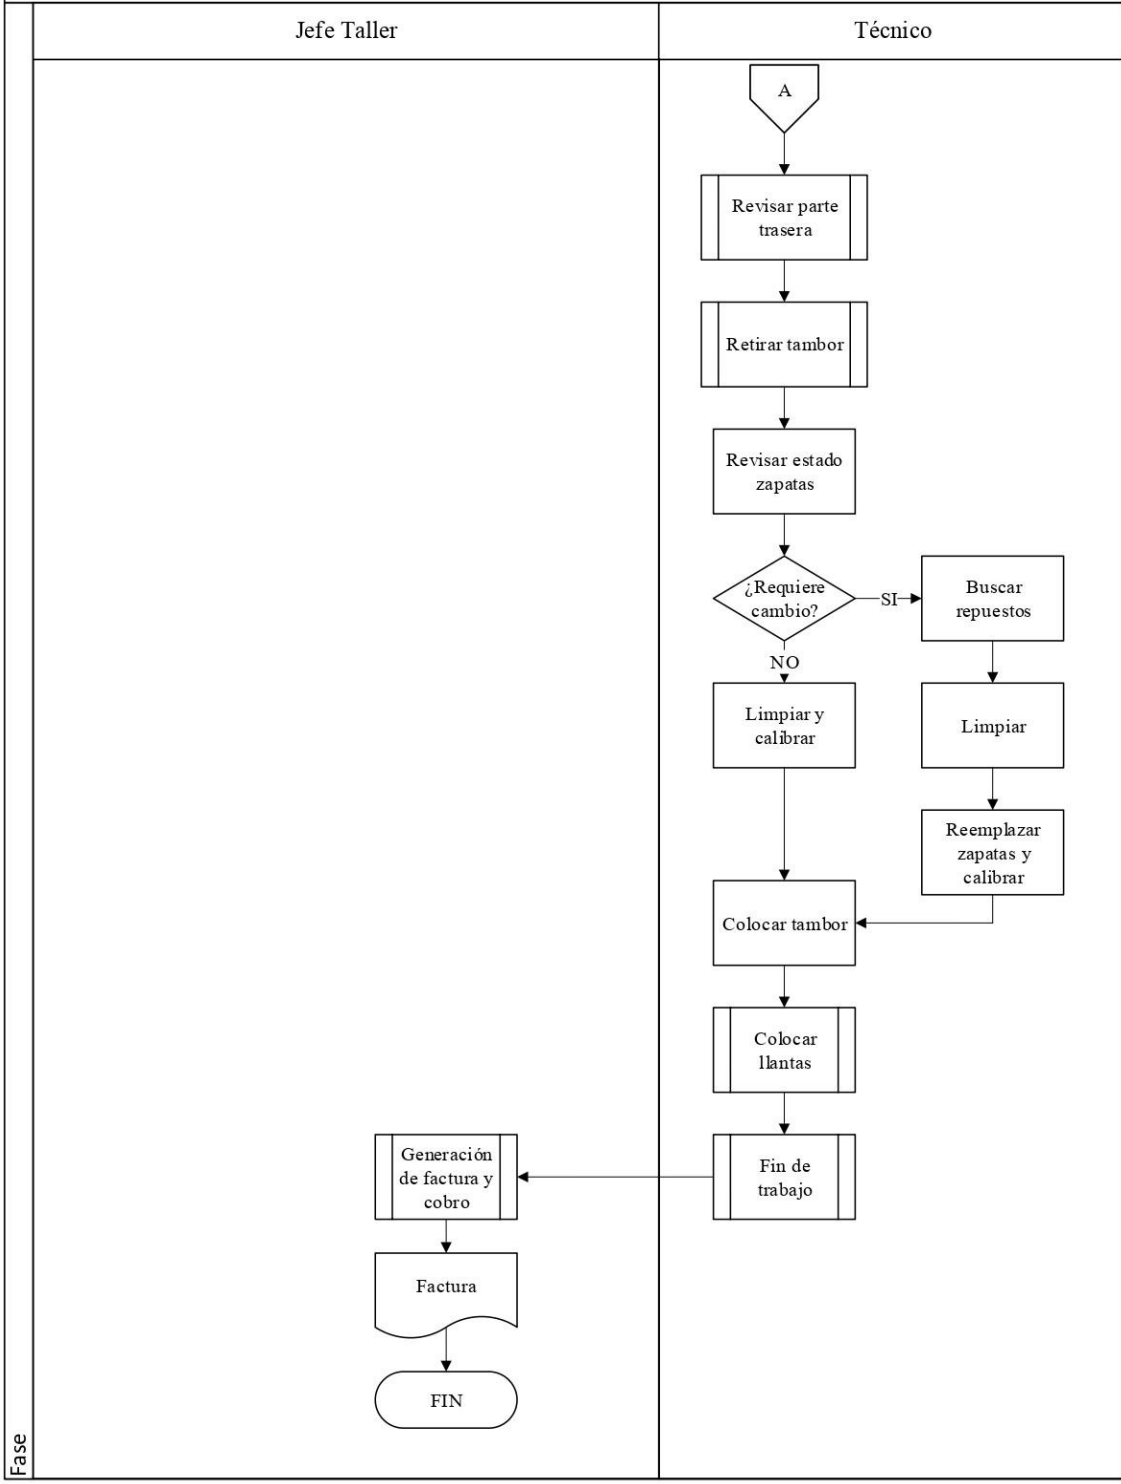 Jefe Taller
Técnico
A
Revisar parte
trasera
Retirar tambor
Revisar estado
zapatas
¿Requiere
cambio?
SI
Buscar
repuestos
NO
Limpiar y
calibrar
Limpiar
Reemplazar
zapatas y
calibrar
Colocar tambor
Colocar
llantas
Fin de
trabajo
Generación
de factura y
cobro
Factura
FIN
Fase